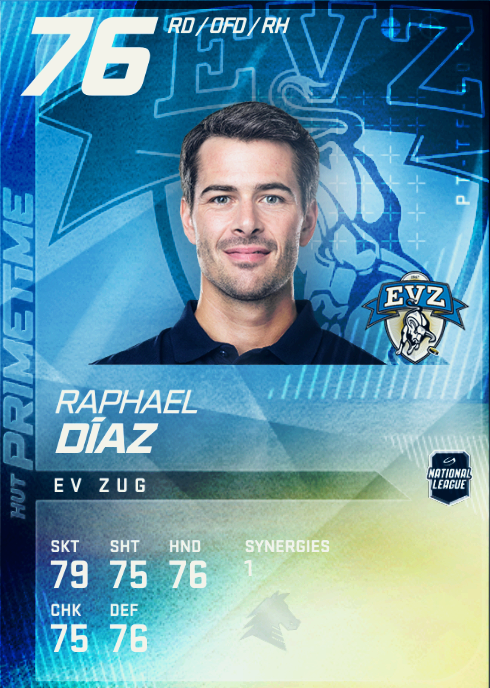 76
RD / OFD / RH
EVZ
HUT PRIMETIME
EVZ
RAPHAEL
DÍAZ
EV ZUG
NATIONAL
LEAGUE
SKT SHT HND SYNERGIES
79 75 76 1
CHK DEF
75 76